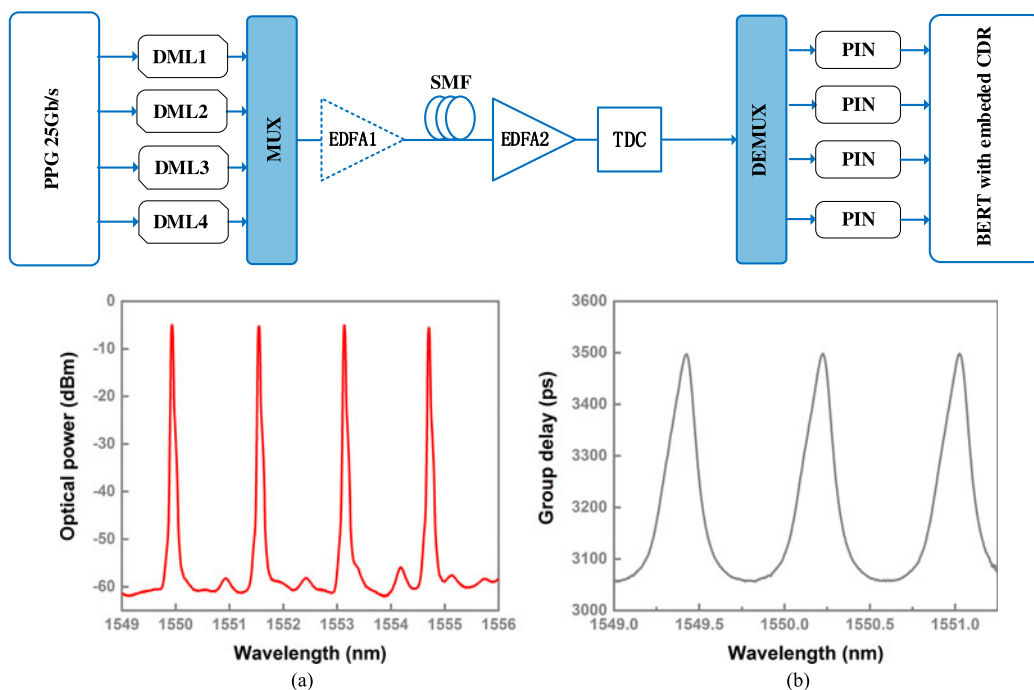 PPG 25Gb/s
DML1
DML2
DML3
DML4
MUX
EDFA1
SMF
EDFA2
TDC
DEMUX
PIN
PIN
PIN
PIN
BERT with embeded CDR
Optical power (dBm)
0
-10
-20
-30
-40
-50
-60
1549
1550
1551
1552
1553
1554
1555
1556
Wavelength (nm)
(a)
Group delay (ps)
3600
3500
3400
3300
3200
3100
3000
1549.0
1549.5
1550.0
1550.5
1551.0
Wavelength (nm)
(b)